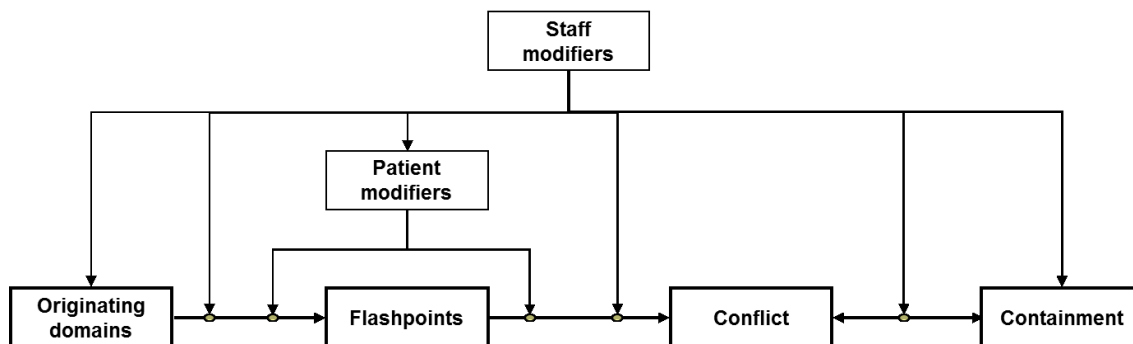 Staff
modifiers
Patient
modifiers
Originating
domains
Flashpoints
Conflict
Containment